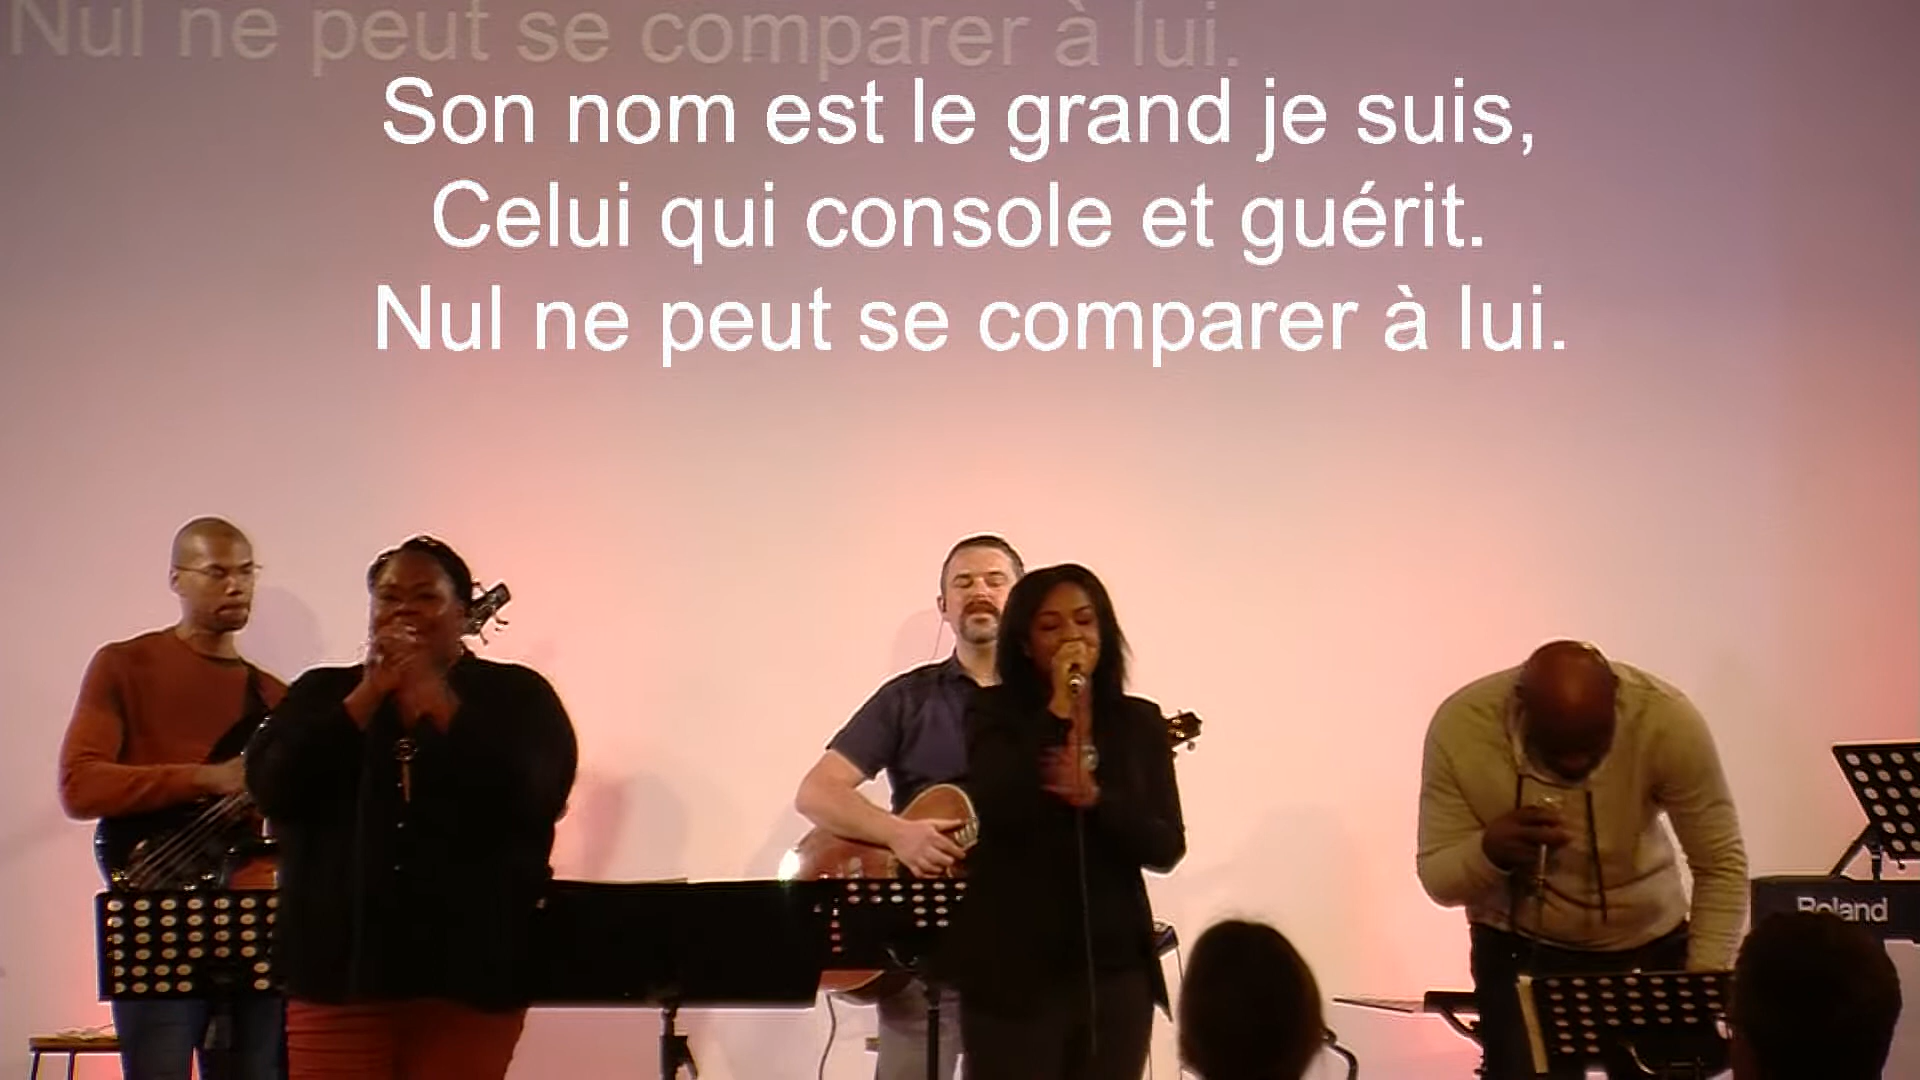 Nul ne peut se comparer à lui.
Son nom est le grand je suis,
Celui qui console et guérit.
Nul ne peut se comparer à lui.
Roland